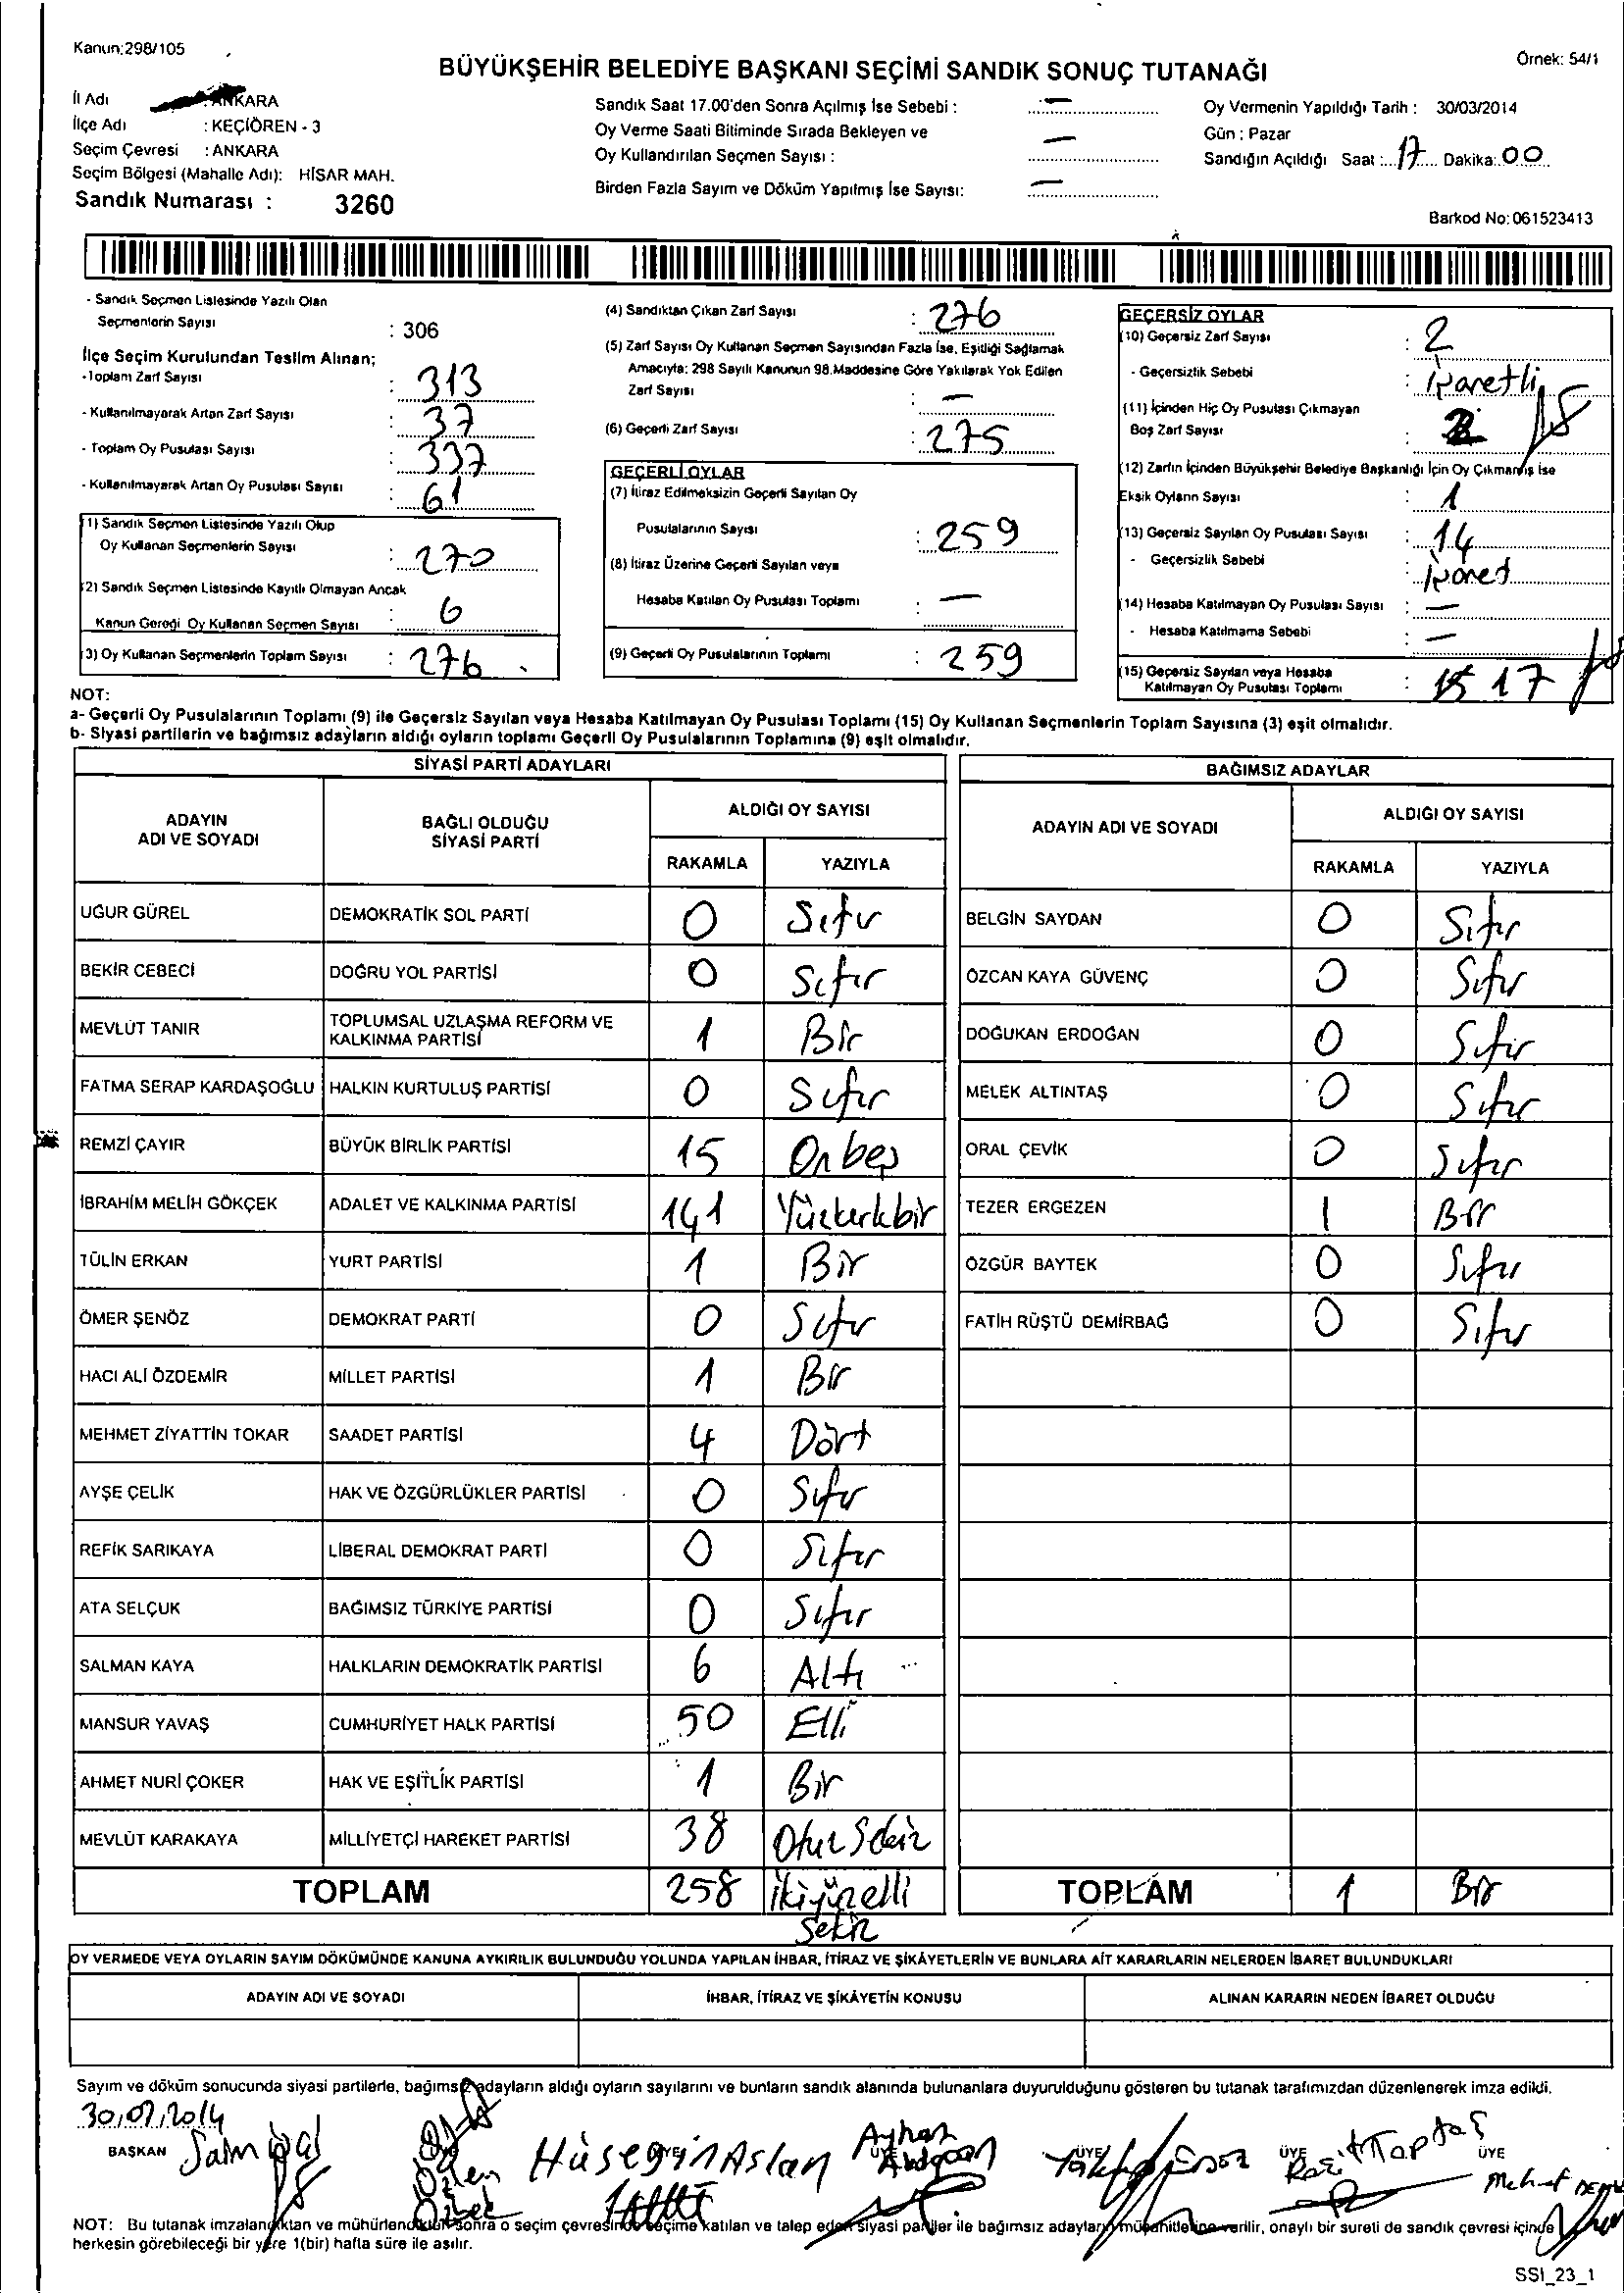 Kanun:298/105
Örnek: 54/1
BÜYÜKŞEHİR BELEDİYE BAŞKANI SEÇİMİ SANDIK SONUÇ TUTANAĞI
İl Adı : ANKARA
İlçe Adı : KEÇİÖREN - 3
Seçim Çevresi : ANKARA
Seçim Bölgesi (Mahalle Adı): HİSAR MAH.
Sandık Numarası : 3260
Sandık Saat 17.00'den Sonra Açılmış İse Sebebi : —
Oy Verme Saati Bitiminde Sırada Bekleyen ve
Oy Kullandırılan Seçmen Sayısı : —
Birden Fazla Sayım ve Döküm Yapılmış İse Sayısı: —
Oy Vermenin Yapıldığı Tarih : 30/03/2014
Gün : Pazar
Sandığın Açıldığı Saat : 17 Dakika: 00
Barkod No: 061523413
- Sandık Seçmen Listesinde Yazılı Olan
Seçmenlerin Sayısı : 306
İlçe Seçim Kurulundan Teslim Alınan;
-Toplam Zarf Sayısı : 313
- Kullanılmayarak Artan Zarf Sayısı : 37
- Toplam Oy Pusulası Sayısı : 337
- Kullanılmayarak Artan Oy Pusulası Sayısı : 61
(1) Sandık Seçmen Listesinde Yazılı Olup
Oy Kullanan Seçmenlerin Sayısı : 270
(2) Sandık Seçmen Listesinde Kayıtlı Olmayan Ancak
Kanun Gereği Oy Kullanan Seçmen Sayısı : 6
(3) Oy Kullanan Seçmenlerin Toplam Sayısı : 276
(4) Sandıktan Çıkan Zarf Sayısı : 276
(5) Zarf Sayısı Oy Kullanan Seçmen Sayısından Fazla İse, Eşitliği Sağlamak
Amacıyla: 298 Sayılı Kanunun 98.Maddesine Göre Yakılarak Yok Edilen
Zarf Sayısı : —
(6) Geçerli Zarf Sayısı : 275
GEÇERLİ OYLAR
(7) İtiraz Edilmeksizin Geçerli Sayılan Oy
Pusulalarının Sayısı : 259
(8) İtiraz Üzerine Geçerli Sayılan veya
Hesaba Katılan Oy Pusulası Toplamı : —
(9) Geçerli Oy Pusulalarının Toplamı : 259
GEÇERSİZ OYLAR
(10) Geçersiz Zarf Sayısı : 2
- Geçersizlik Sebebi : İşaretli
(11) İçinden Hiç Oy Pusulası Çıkmayan
Boş Zarf Sayısı :
(12) Zarfın İçinden Büyükşehir Belediye Başkanlığı İçin Oy Çıkmamış İse
Eksik Oyların Sayısı : 1
(13) Geçersiz Sayılan Oy Pusulası Sayısı : 14
- Geçersizlik Sebebi : İşaret
(14) Hesaba Katılmayan Oy Pusulası Sayısı : —
- Hesaba Katılmama Sebebi : —
(15) Geçersiz Sayılan veya Hesaba
Katılmayan Oy Pusulası Toplamı : 17
NOT:
a- Geçerli Oy Pusulalarının Toplamı (9) ile Geçersiz Sayılan veya Hesaba Katılmayan Oy Pusulası Toplamı (15) Oy Kullanan Seçmenlerin Toplam Sayısına (3) eşit olmalıdır.
b- Siyasi partilerin ve bağımsız adayların aldığı oyların toplamı Geçerli Oy Pusulalarının Toplamına (9) eşit olmalıdır.
SİYASİ PARTİ ADAYLARI
ADAYIN ADI VE SOYADI BAĞLI OLDUĞU SİYASİ PARTİ ALDIĞI OY SAYISI
RAKAMLA YAZIYLA
UĞUR GÜREL DEMOKRATİK SOL PARTİ 0 Sıfır
BEKİR CEBECİ DOĞRU YOL PARTİSİ 0 Sıfır
MEVLÜT TANIR TOPLUMSAL UZLAŞMA REFORM VE KALKINMA PARTİSİ 1 Bir
FATMA SERAP KARDAŞOĞLU HALKIN KURTULUŞ PARTİSİ 0 Sıfır
REMZİ ÇAYIR BÜYÜK BİRLİK PARTİSİ 15 Onbeş
İBRAHİM MELİH GÖKÇEK ADALET VE KALKINMA PARTİSİ 141 Yüzkırkbir
TÜLİN ERKAN YURT PARTİSİ 1 Bir
ÖMER ŞENÖZ DEMOKRAT PARTİ 0 Sıfır
HACI ALİ ÖZDEMİR MİLLET PARTİSİ 1 Bir
MEHMET ZİYATTİN TOKAR SAADET PARTİSİ 4 Dört
AYŞE ÇELİK HAK VE ÖZGÜRLÜKLER PARTİSİ 0 Sıfır
REFİK SARIKAYA LİBERAL DEMOKRAT PARTİ 0 Sıfır
ATA SELÇUK BAĞIMSIZ TÜRKİYE PARTİSİ 0 Sıfır
SALMAN KAYA HALKLARIN DEMOKRATİK PARTİSİ 6 Altı
MANSUR YAVAŞ CUMHURİYET HALK PARTİSİ 50 Elli
AHMET NURİ ÇOKER HAK VE EŞİTLİK PARTİSİ 1 Bir
MEVLÜT KARAKAYA MİLLİYETÇİ HAREKET PARTİSİ 38 Otuzsekiz
TOPLAM 258 ikiyüzelli
sekiz
BAĞIMSIZ ADAYLAR
ADAYIN ADI VE SOYADI ALDIĞI OY SAYISI
RAKAMLA YAZIYLA
BELGİN SAYDAN 0 Sıfır
ÖZCAN KAYA GÜVENÇ 0 Sıfır
DOĞUKAN ERDOĞAN 0 Sıfır
MELEK ALTINTAŞ 0 Sıfır
ORAL ÇEVİK 0 Sıfır
TEZER ERGEZEN 1 Bir
ÖZGÜR BAYTEK 0 Sıfır
FATİH RÜŞTÜ DEMİRBAĞ 0 Sıfır
TOPLAM 1 Bir
OY VERMEDE VEYA OYLARIN SAYIM DÖKÜMÜNDE KANUNA AYKIRILIK BULUNDUĞU YOLUNDA YAPILAN İHBAR, İTİRAZ VE ŞİKÂYETLERİN VE BUNLARA AİT KARARLARIN NELERDEN İBARET BULUNDUKLARI
ADAYIN ADI VE SOYADI İHBAR, İTİRAZ VE ŞİKÂYETİN KONUSU ALINAN KARARIN NEDEN İBARET OLDUĞU
Sayım ve döküm sonucunda siyasi partilerle, bağımsız adayların aldığı oyların sayılarını ve bunların sandık alanında bulunanlara duyurulduğunu gösteren bu tutanak tarafımızdan düzenlenerek imza edildi.
BAŞKAN ÜYE ÜYE ÜYE ÜYE ÜYE
Özlen Özbek Hüseyin Aslan Ayhan Raşit Taptaş Mehmet
NOT: Bu tutanak imzalandıktan ve mühürlendikten sonra o seçim çevresinde seçime katılan ve talep eden siyasi partiler ile bağımsız adayların müşahitlerine verilir, onaylı bir sureti de sandık çevresi içinde
herkesin görebileceği bir yere 1(bir) hafta süre ile asılır.
SSI_23_1